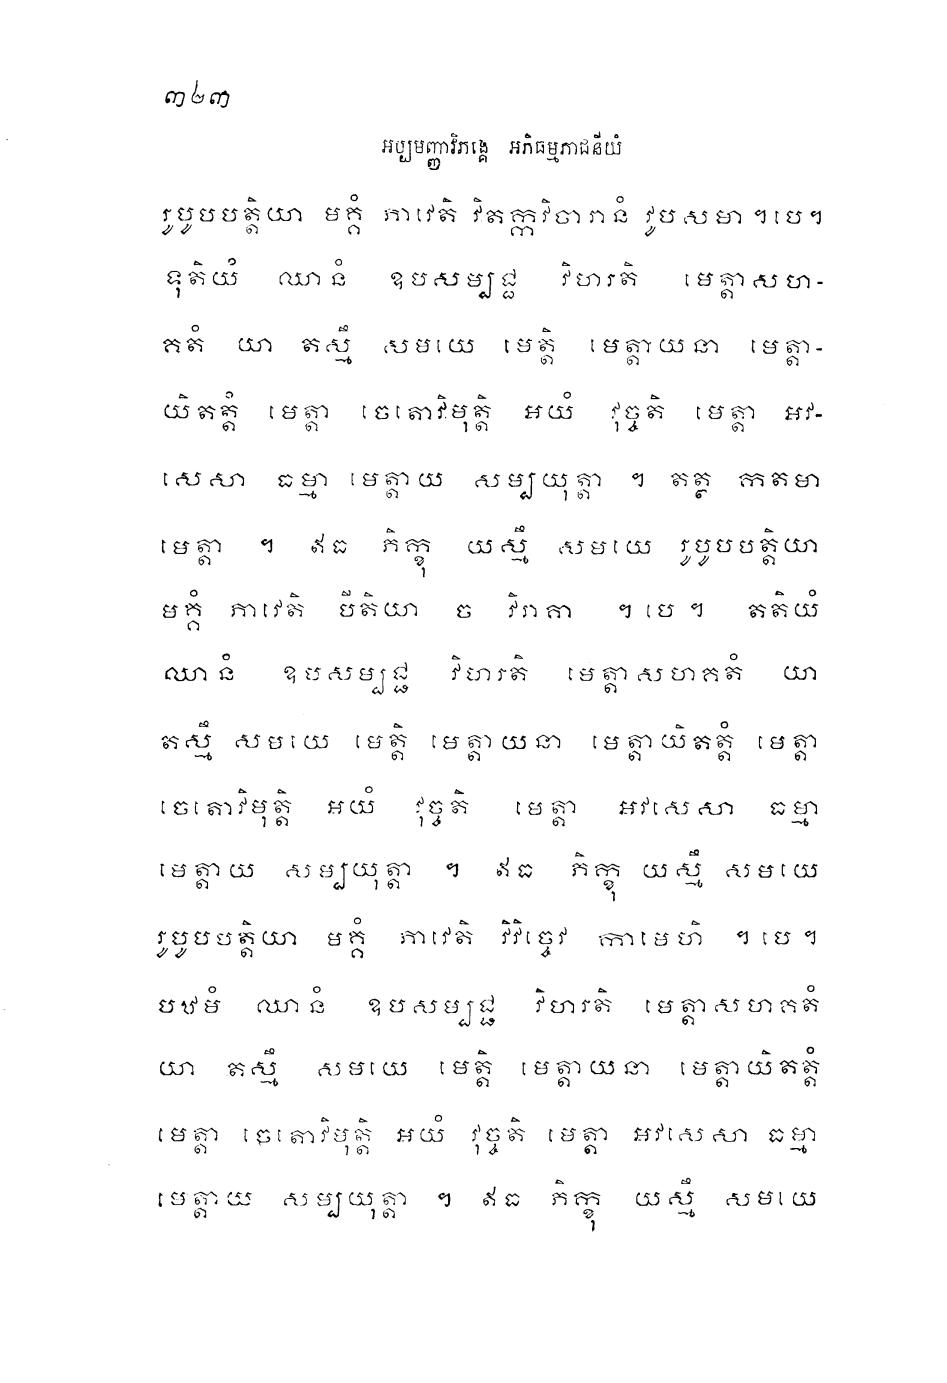 ៣២៣
អប្បមញ្ញាវិភង្គេ អភិធម្មភាជនីយំ
រូបូបបត្តិយា មគ្គំ ភាវេតិ វិតក្កវិចារានំ វូបសមា ។បេ។
ទុតិយំ ឈានំ ឧបសម្បជ្ជ វិហរតិ មេត្តាសហ-
គតំ យា តស្មឹ សមយេ មេត្តិ មេត្តាយនា មេត្តា-
យិតត្តំ មេត្តា ចេតោវិមុត្តិ អយំ វុច្ចតិ មេត្តា អវ-
សេសា ធម្មា មេត្តាយ សម្បយុត្តា ។ តត្ថ កតមា
មេត្តា ។ ឥធ ភិក្ខុ យស្មឹ សមយេ រូបូបបត្តិយា
មគ្គំ ភាវេតិ បីតិយា ច វិរាគា ។បេ។ តតិយំ
ឈានំ ឧបសម្បជ្ជ វិហរតិ មេត្តាសហគតំ យា
តស្មឹ សមយេ មេត្តិ មេត្តាយនា មេត្តាយិតត្តំ មេត្តា
ចេតោវិមុត្តិ អយំ វុច្ចតិ មេត្តា អវសេសា ធម្មា
មេត្តាយ សម្បយុត្តា ។ ឥធ ភិក្ខុ យស្មឹ សមយេ
រូបូបបត្តិយា មគ្គំ ភាវេតិ វិវិច្ចេវ កាមេហិ ។បេ។
បឋមំ ឈានំ ឧបសម្បជ្ជ វិហរតិ មេត្តាសហគតំ
យា តស្មឹ សមយេ មេត្តិ មេត្តាយនា មេត្តាយិតត្តំ
មេត្តា ចេតោវិមុត្តិ អយំ វុច្ចតិ មេត្តា អវសេសា ធម្មា
មេត្តាយ សម្បយុត្តា ។ ឥធ ភិក្ខុ យស្មឹ សមយេ